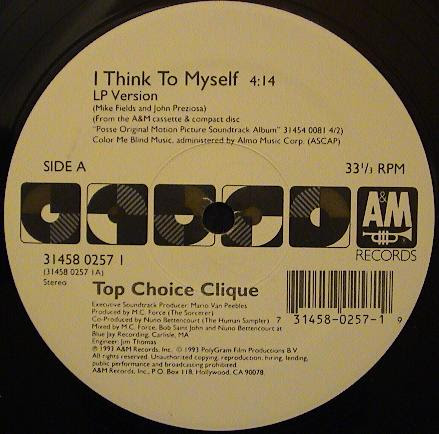 I Think To Myself 4:14
LP Version
(Mike Fields and John Preziosa)
(From the A&M cassette & compact disc
"Posse Original Motion Picture Soundtrack Album" 31454 0081 4/2)
Color Me Blind Music, administered by Almo Music Corp. (ASCAP)
SIDE A
33 1/3 RPM
A&M
RECORDS
31458 0257 1
(31458 0257 1A)
Stereo
Top Choice Clique
Executive Soundtrack Producer: Mario Van Peebles
Produced by M.C. Force (The Sorcerer)
Co-Produced by Nuno Bettencourt (The Human Sampler)
Mixed by M.C. Force, Bob Saint John and Nuno Bettencourt at
Blue Jay Recording, Carlisle, MA
Engineer: Jim Thomas
℗ 1993 A&M Records, Inc. © 1993 PolyGram Film Productions B.V.
All rights reserved. Unauthorized copying, reproduction, hiring, lending,
public performance and broadcasting prohibited.
A&M Records, Inc., P.O. Box 118, Hollywood, CA 90078.
7 31458-0257-1 9